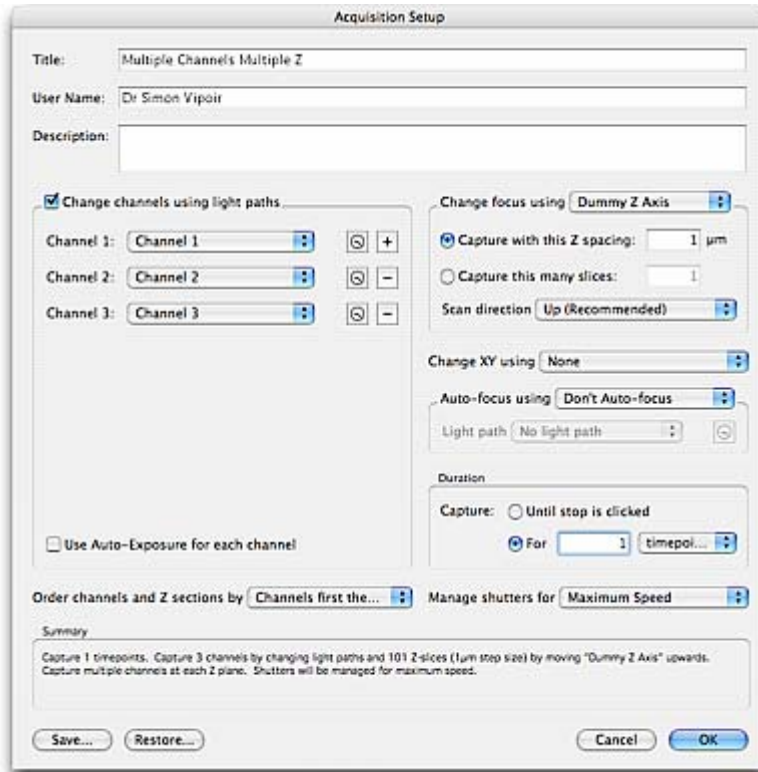 Acquisition Setup
Title: Multiple Channels Multiple Z
User Name: Dr Simon Vipoir
Description:
Change channels using light paths
Channel 1: Channel 1 +
Channel 2: Channel 2 −
Channel 3: Channel 3 −
Use Auto-Exposure for each channel
Change focus using Dummy Z Axis
Capture with this Z spacing: 1 µm
Capture this many slices: 1
Scan direction Up (Recommended)
Change XY using None
Auto-focus using Don't Auto-focus
Light path No light path
Duration
Capture: Until stop is clicked
For 1 timepoi...
Order channels and Z sections by Channels first the... Manage shutters for Maximum Speed
Summary
Capture 1 timepoints. Capture 3 channels by changing light paths and 101 Z-slices (1µm step size) by moving "Dummy Z Axis" upwards.
Capture multiple channels at each Z plane. Shutters will be managed for maximum speed.
Save... Restore... Cancel OK